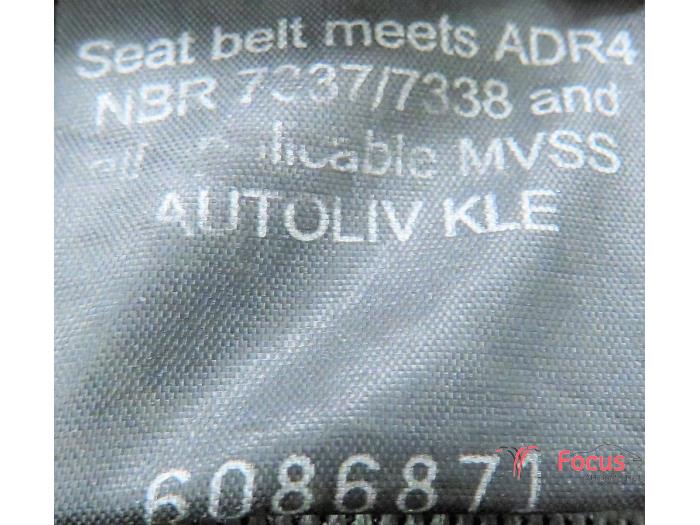 Seat belt meets ADR4
NBR 7337/7338 and
MVSS
AUTOLIV KLE
6086871
Focus